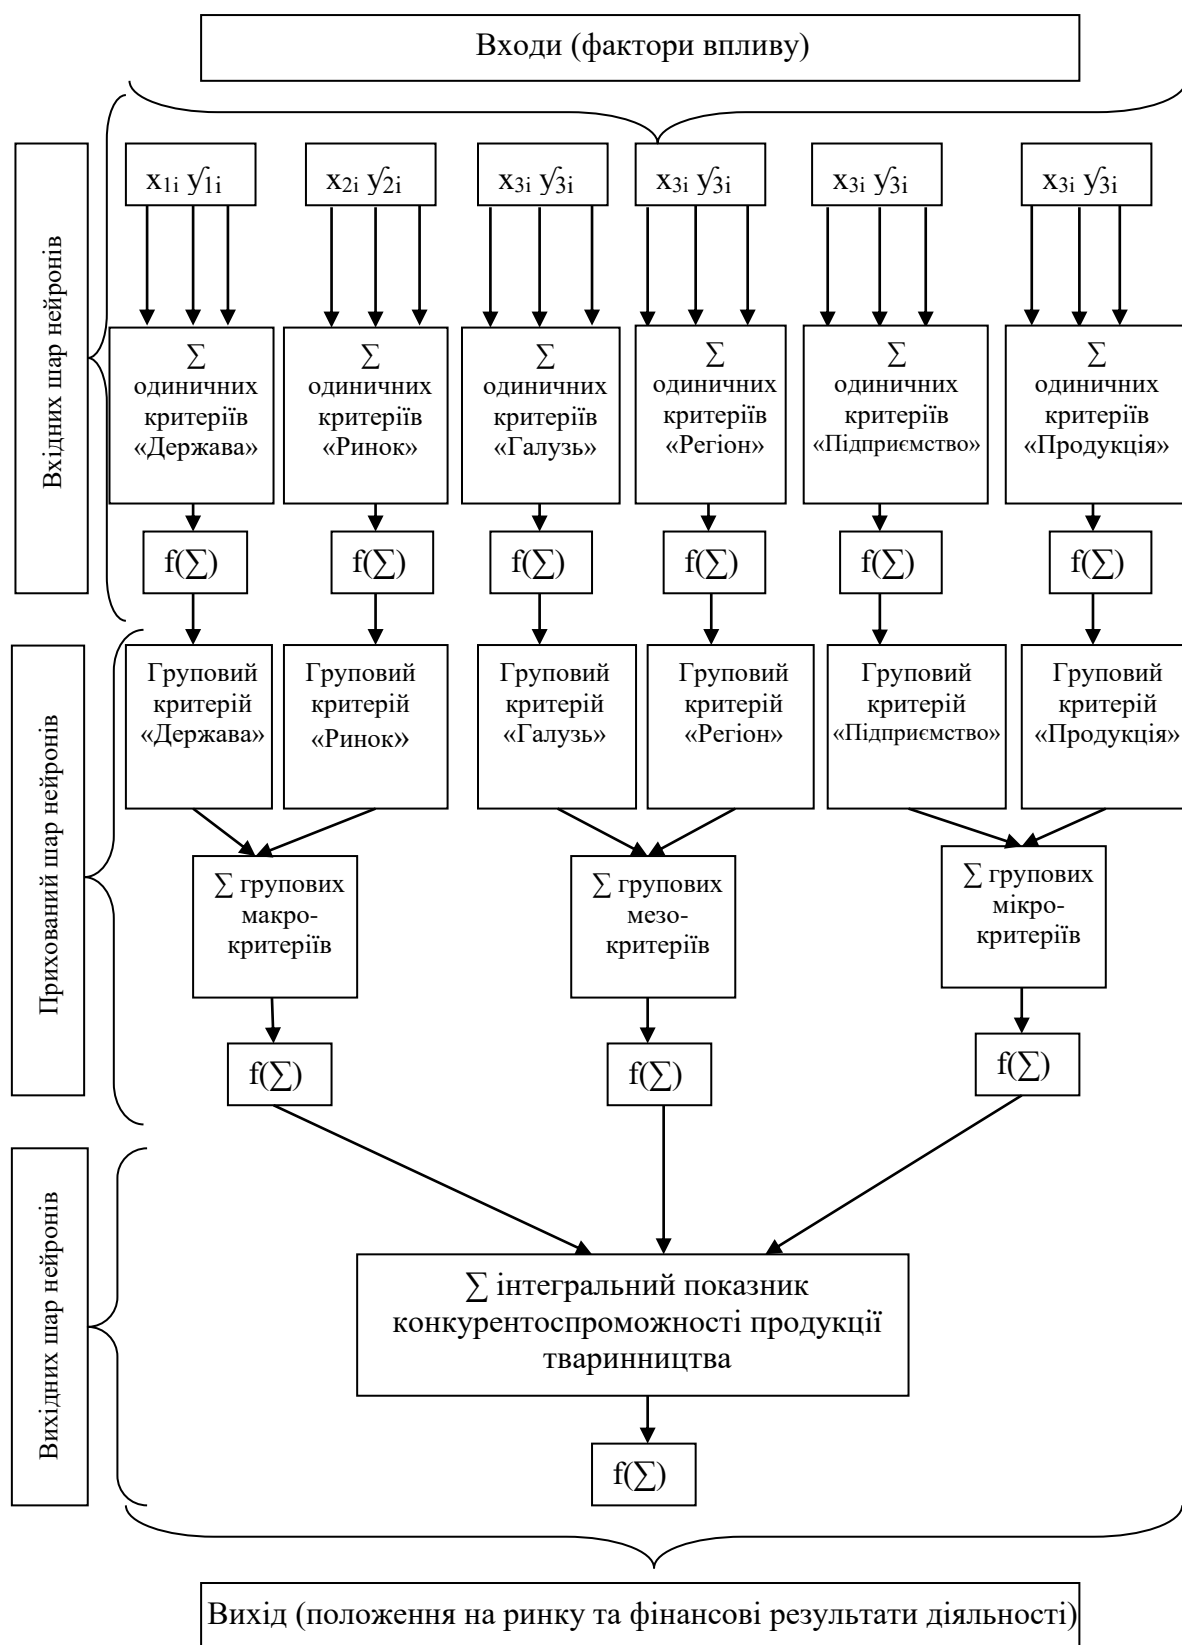 Входи (фактори впливу)
x1i y1i
x2i y2i
x3i y3i
x3i y3i
x3i y3i
x3i y3i
Вхідних шар нейронів
∑
одиничних
критеріїв
«Держава»
∑
одиничних
критеріїв
«Ринок»
∑
одиничних
критеріїв
«Галузь»
∑
одиничних
критеріїв
«Регіон»
∑
одиничних
критеріїв
«Підприємство»
∑
одиничних
критеріїв
«Продукція»
f(∑)
f(∑)
f(∑)
f(∑)
f(∑)
f(∑)
Прихований шар нейронів
Груповий
критерій
«Держава»
Груповий
критерій
«Ринок»
Груповий
критерій
«Галузь»
Груповий
критерій
«Регіон»
Груповий
критерій
«Підприємство»
Груповий
критерій
«Продукція»
∑ групових
макро-
критеріїв
∑ групових
мезо-
критеріїв
∑ групових
мікро-
критеріїв
f(∑)
f(∑)
f(∑)
Вихідних шар нейронів
∑ інтегральний показник
конкурентоспроможності продукції
тваринництва
f(∑)
Вихід (положення на ринку та фінансові результати діяльності)